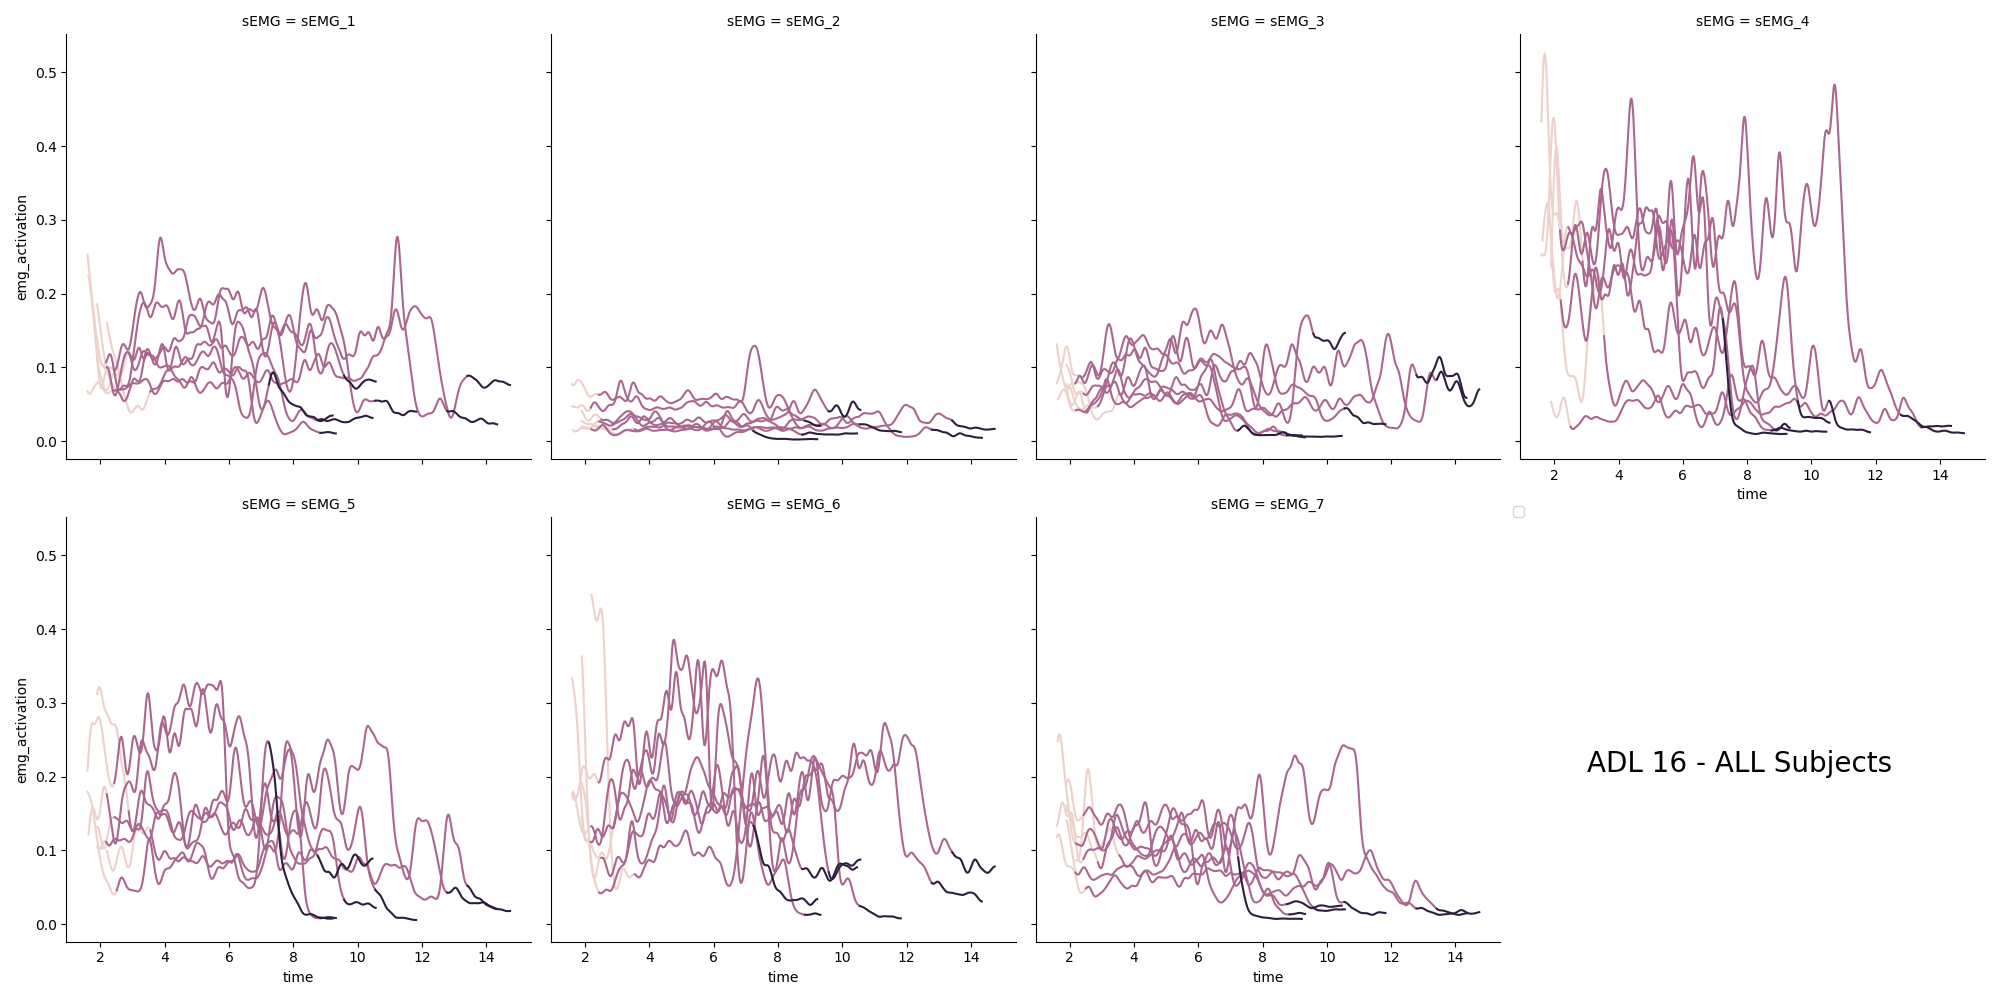 sEMG = sEMG_1
sEMG = sEMG_2
sEMG = sEMG_3
sEMG = sEMG_4
0.5
0.4
0.3
0.2
0.1
0.0
emg_activation
2 4 6 8 10 12 14
time
sEMG = sEMG_5
sEMG = sEMG_6
sEMG = sEMG_7
0.5
0.4
0.3
0.2
0.1
0.0
emg_activation
ADL 16 - ALL Subjects
2 4 6 8 10 12 14
2 4 6 8 10 12 14
2 4 6 8 10 12 14
time
time
time